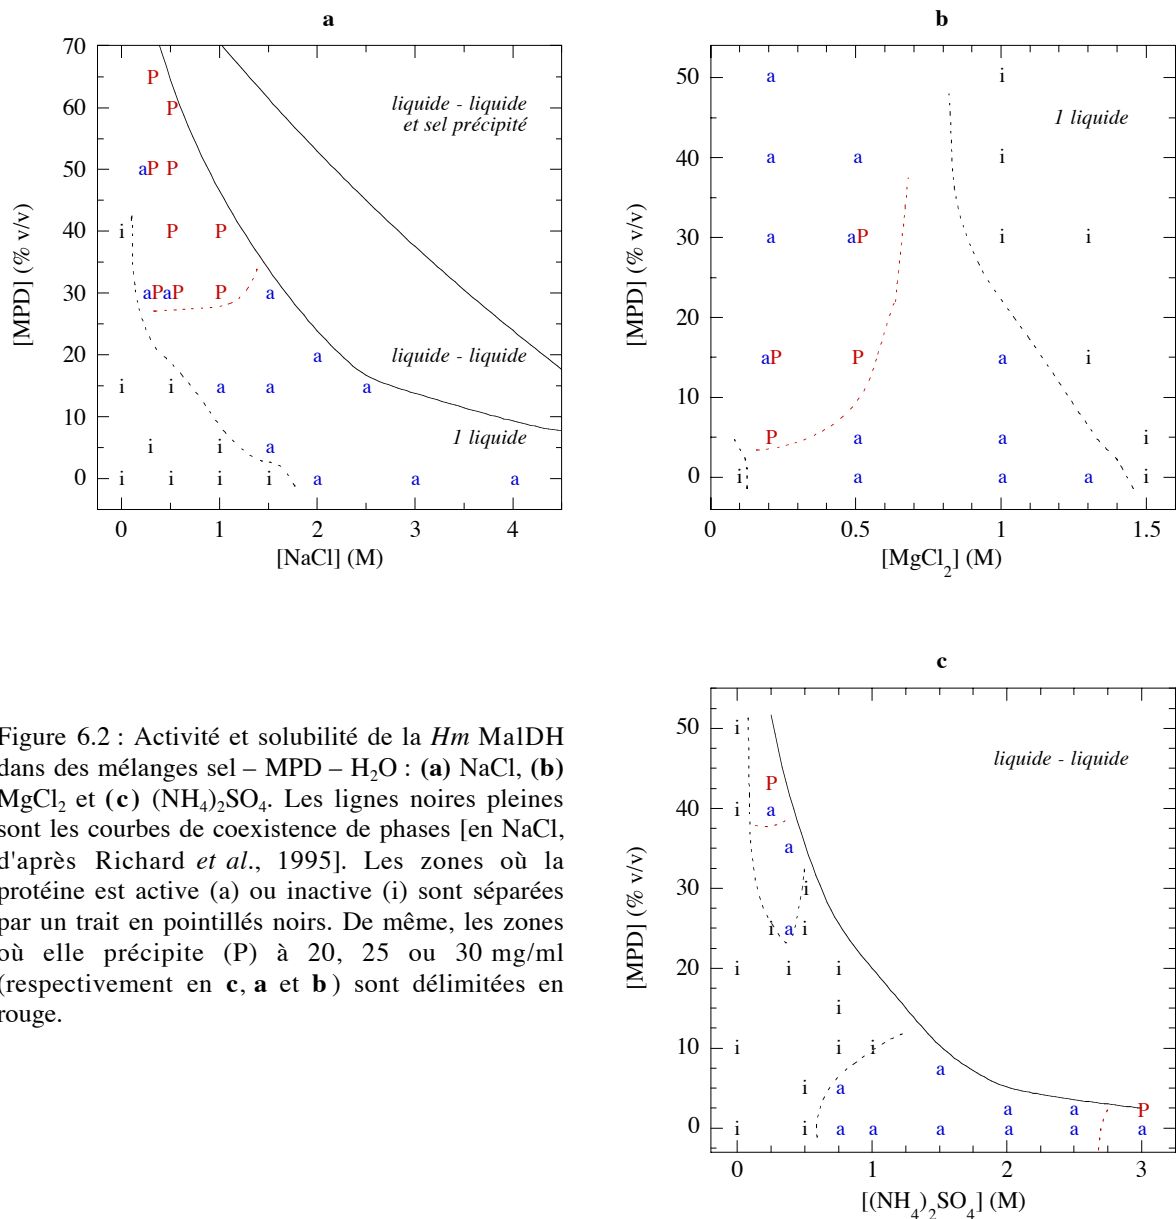 a
70
60
50
40
30
20
10
0
[MPD] (% v/v)
P
P
a P
P
i P P
a P a P P a
a
i i a a a
i i a
i i i i a a a
liquide - liquide
et sel précipité
liquide - liquide
1 liquide
0 1 2 3 4
[NaCl] (M)
b
50
40
30
20
10
0
[MPD] (% v/v)
a i
1 liquide
a a i
a a P i i
a P P a i
P a a i
i a a a i
0 0.5 1 1.5
[MgCl2] (M)
c
50
40
30
20
10
0
[MPD] (% v/v)
i
liquide - liquide
P
i a
a
i
i a i
i i i
i
i i i
a
i a
a a P
i i a a a a a a
0 1 2 3
[(NH4)2SO4] (M)
Figure 6.2 : Activité et solubilité de la Hm MalDH
dans des mélanges sel – MPD – H2O : (a) NaCl, (b)
MgCl2 et (c) (NH4)2SO4. Les lignes noires pleines
sont les courbes de coexistence de phases [en NaCl,
d'après Richard et al., 1995]. Les zones où la
protéine est active (a) ou inactive (i) sont séparées
par un trait en pointillés noirs. De même, les zones
où elle précipite (P) à 20, 25 ou 30 mg/ml
(respectivement en c, a et b) sont délimitées en
rouge.